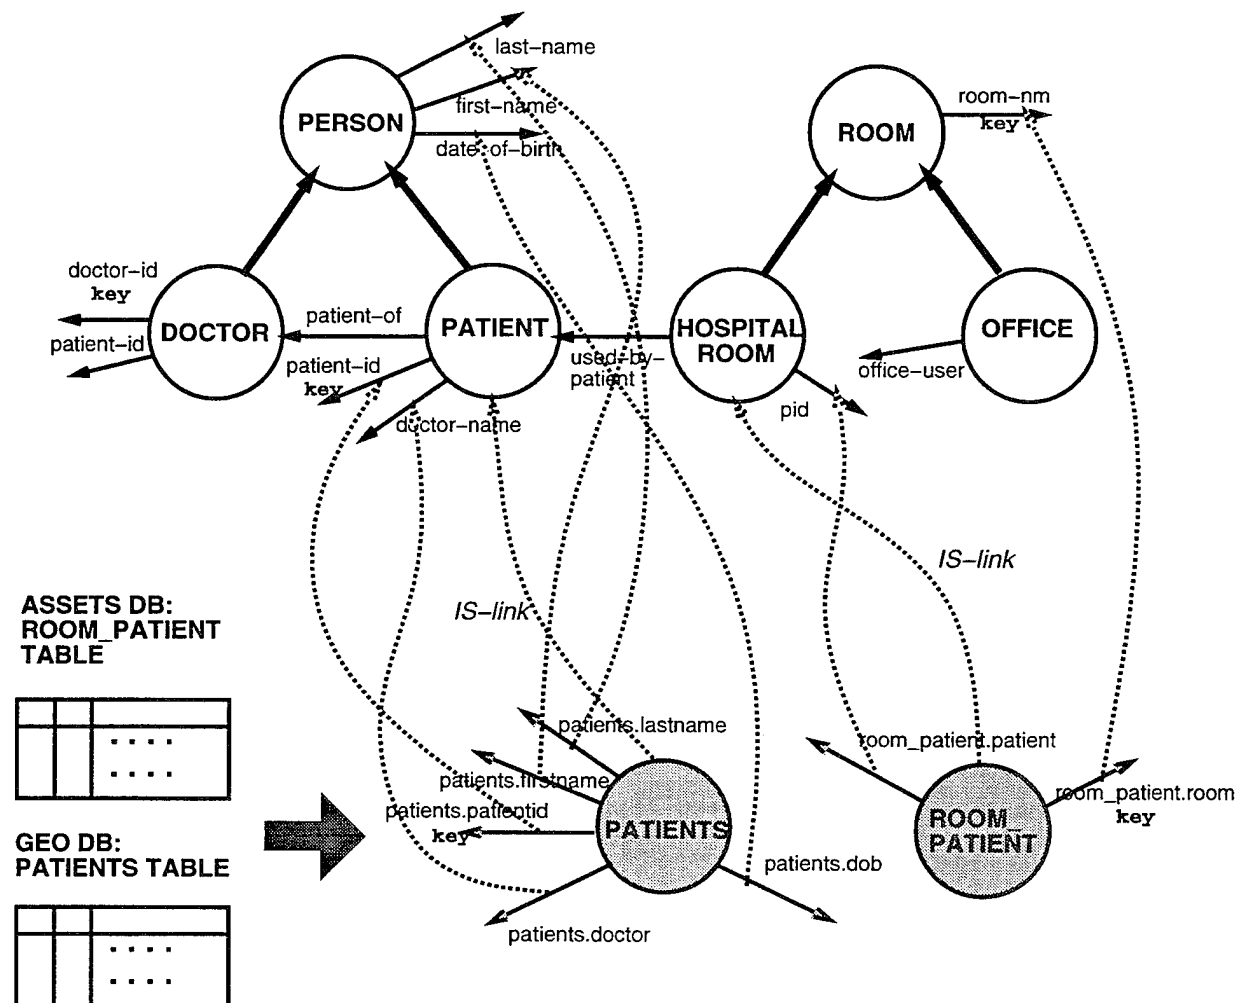 last-name
first-name
date-of-birth
PERSON
room-nm
key
ROOM
doctor-id
key
patient-id
DOCTOR
patient-of
PATIENT
patient-id
key
doctor-name
used-by-
patient
HOSPITAL
ROOM
pid
OFFICE
office-user
IS-link
IS-link
ASSETS DB:
ROOM_PATIENT
TABLE
GEO DB:
PATIENTS TABLE
patients.lastname
patients.firstname
patients.patientid
key
PATIENTS
patients.doctor
patients.dob
room_patient.patient
ROOM_
PATIENT
room_patient.room
key